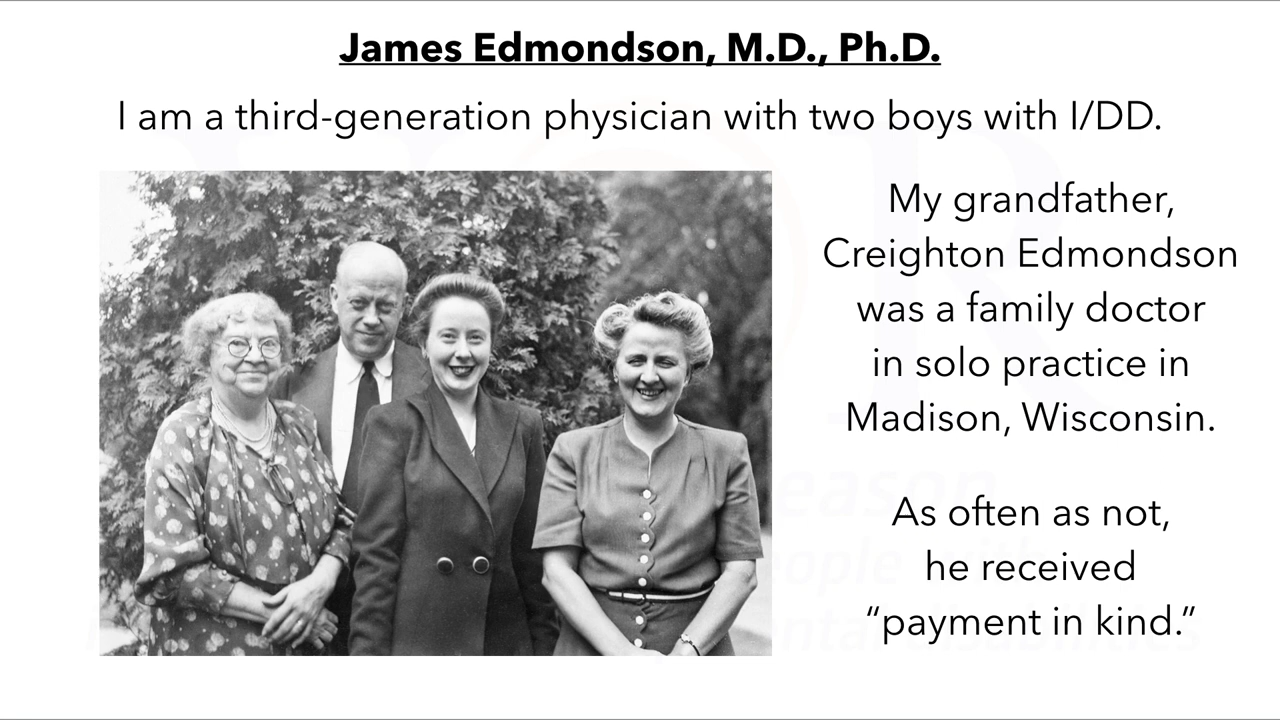 James Edmondson, M.D., Ph.D.
I am a third-generation physician with two boys with I/DD.
My grandfather,
Creighton Edmondson
was a family doctor
in solo practice in
Madison, Wisconsin.
As often as not,
he received
“payment in kind.”